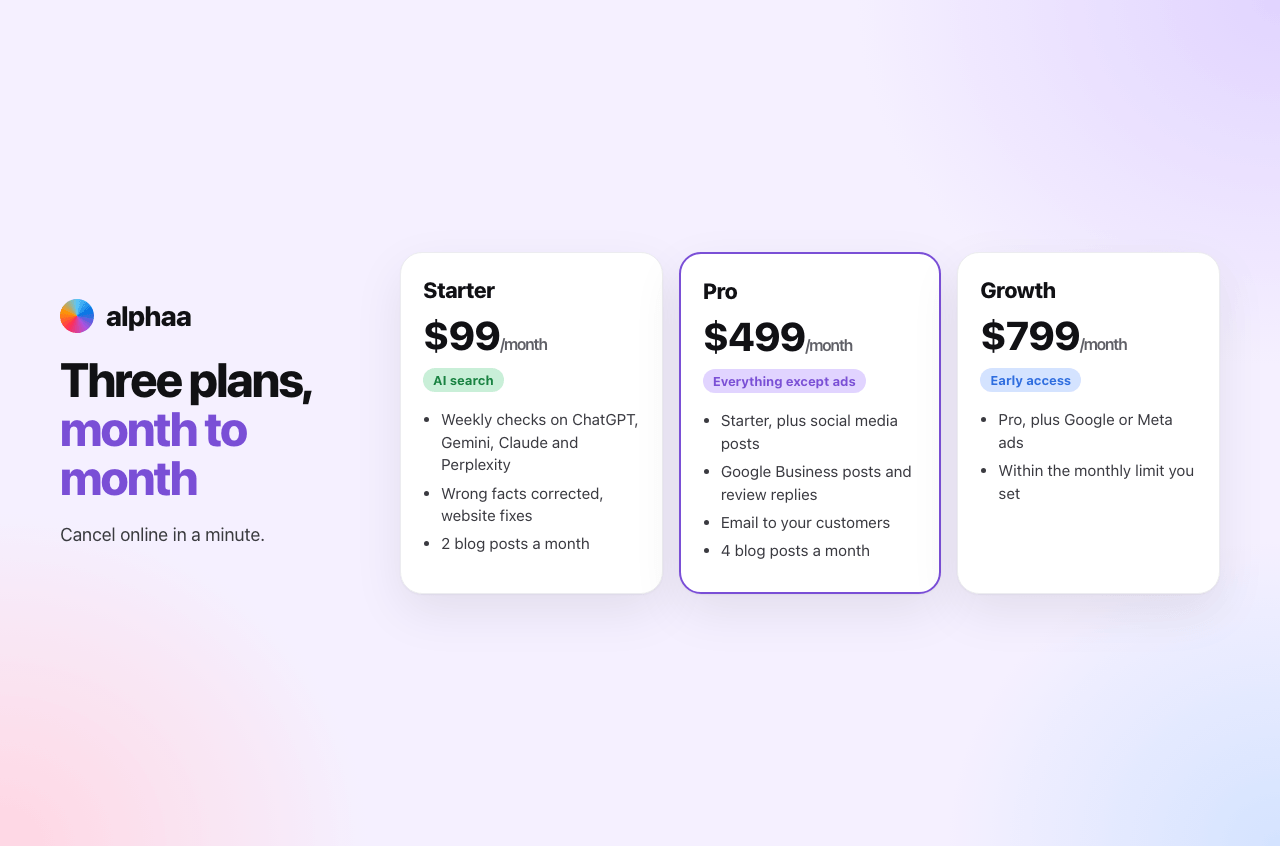 alphaa
Three plans,
month to
month
Cancel online in a minute.
Starter
$99/month
AI search
• Weekly checks on ChatGPT,
Gemini, Claude and
Perplexity
• Wrong facts corrected,
website fixes
• 2 blog posts a month
Pro
$499/month
Everything except ads
• Starter, plus social media
posts
• Google Business posts and
review replies
• Email to your customers
• 4 blog posts a month
Growth
$799/month
Early access
• Pro, plus Google or Meta
ads
• Within the monthly limit you
set